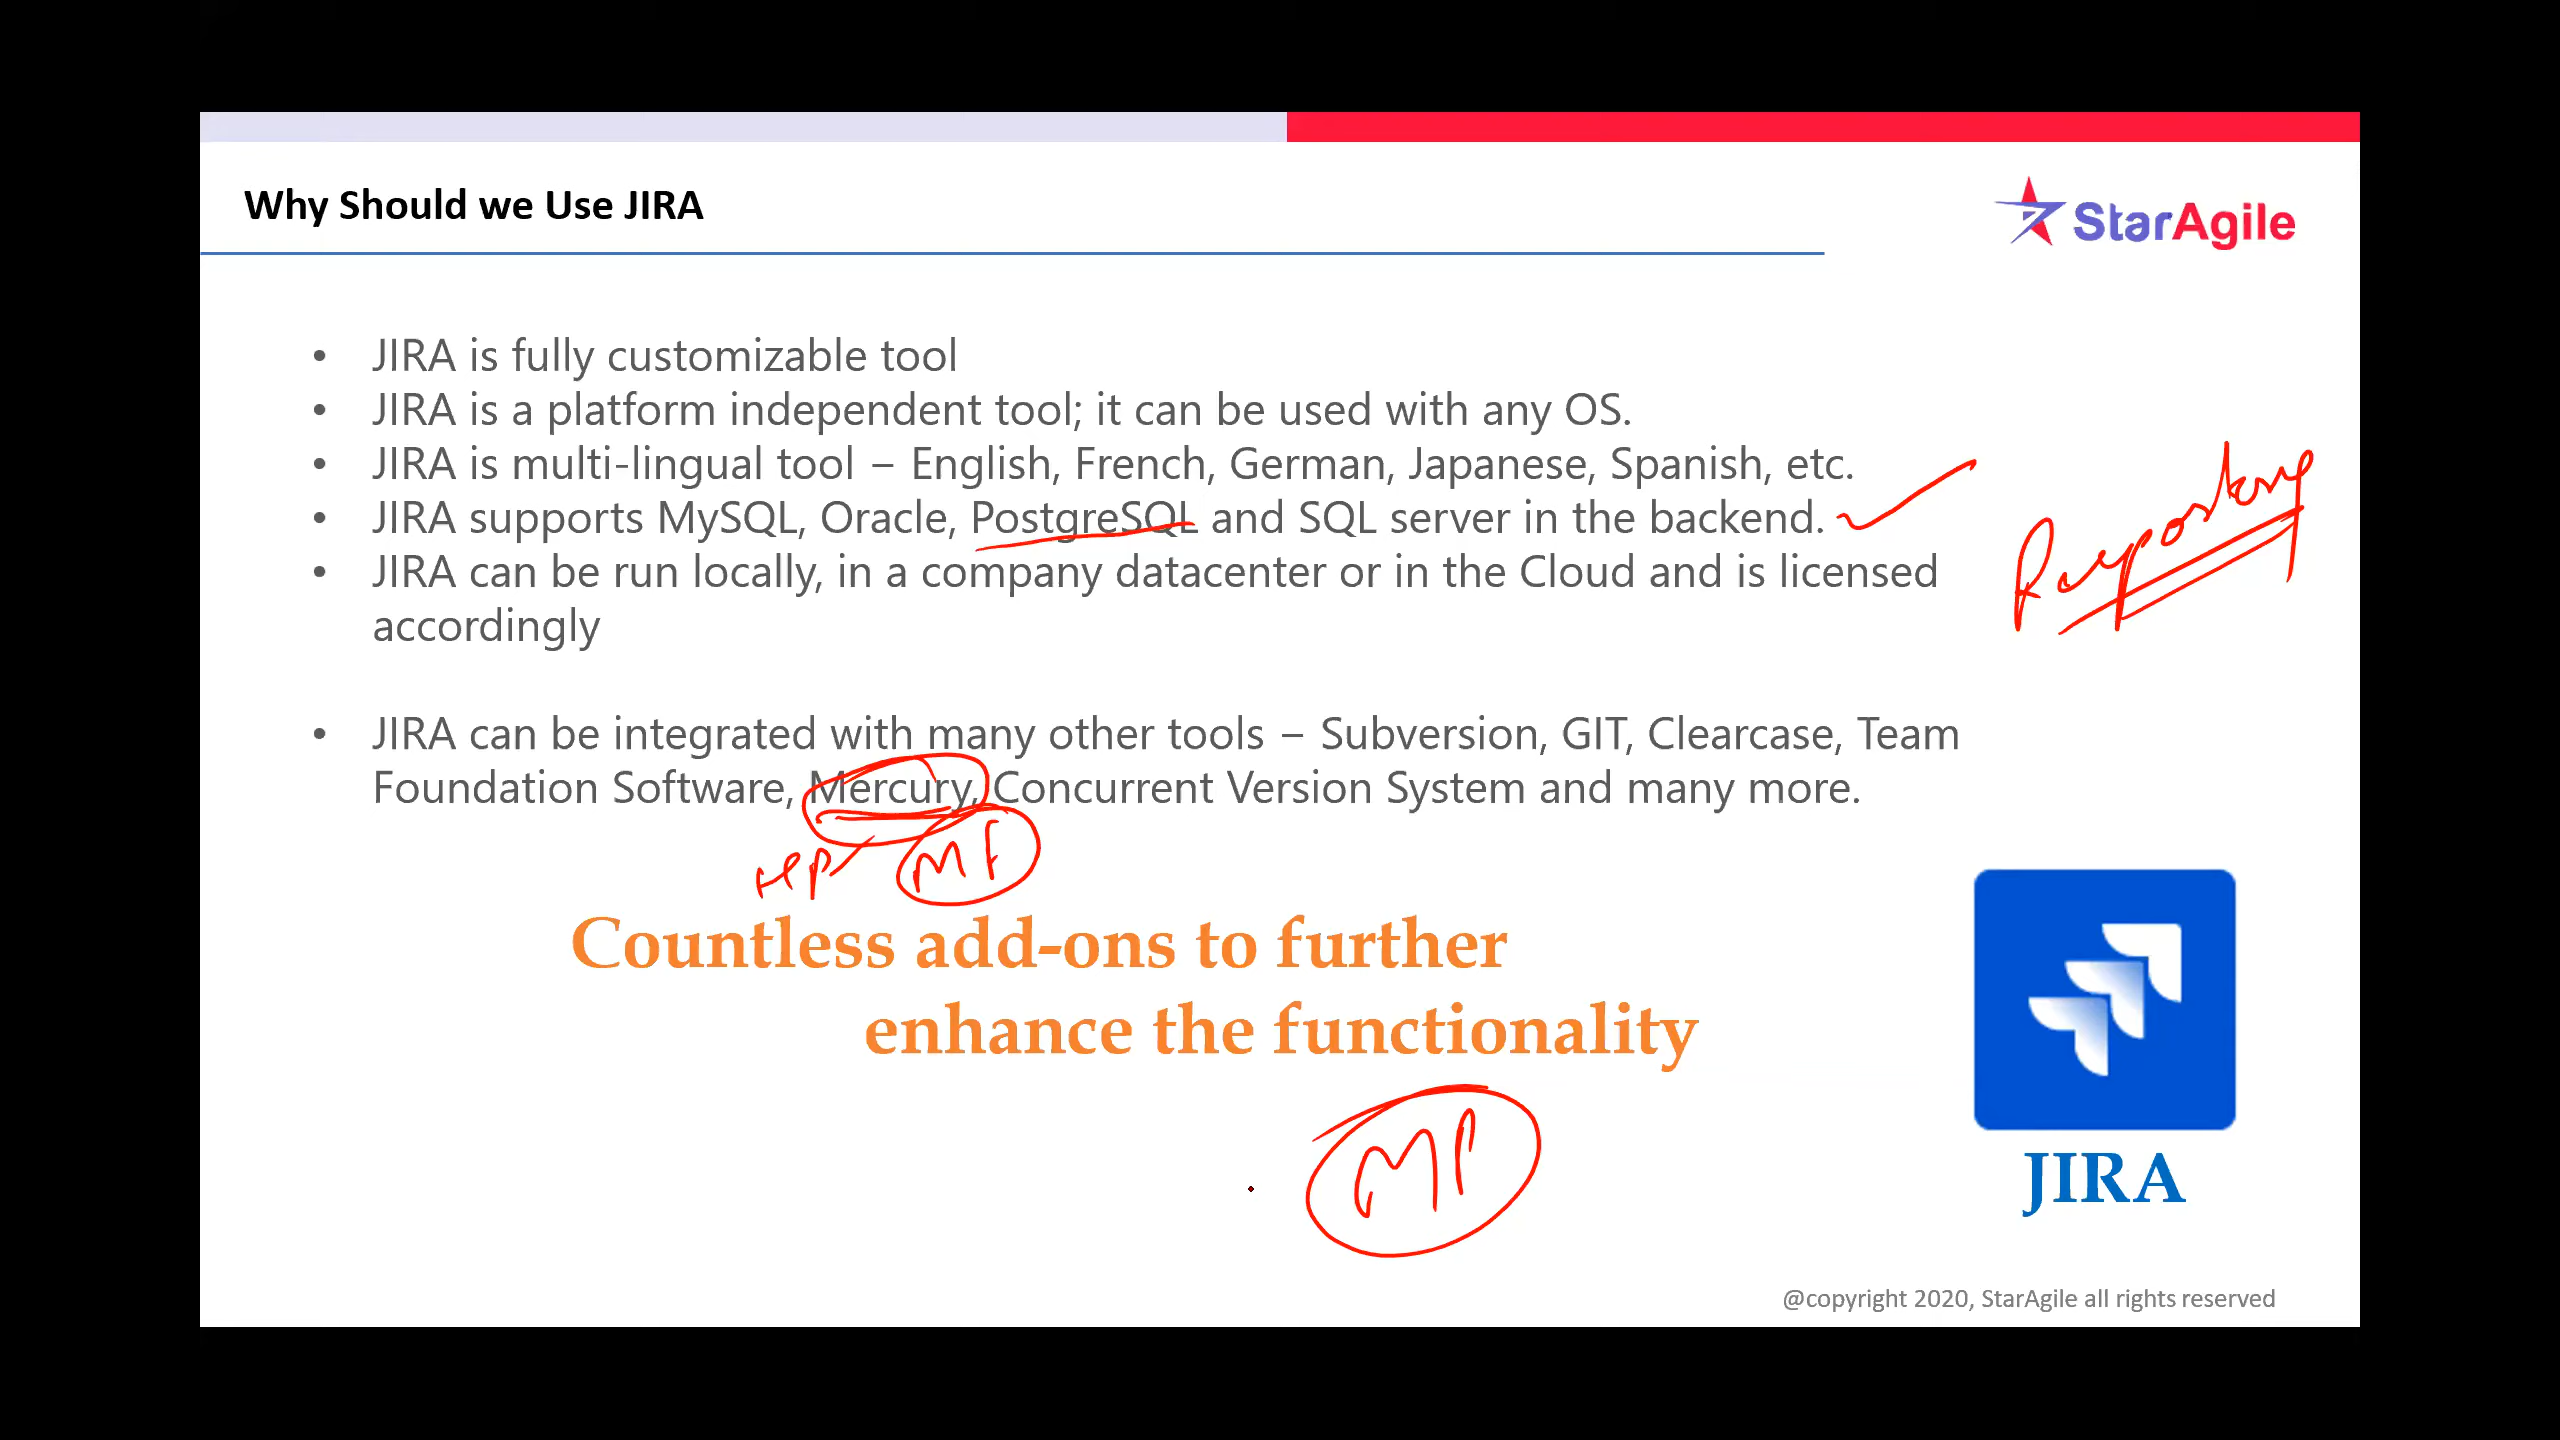 Why Should we Use JIRA
StarAgile
• JIRA is fully customizable tool
• JIRA is a platform independent tool; it can be used with any OS.
• JIRA is multi-lingual tool – English, French, German, Japanese, Spanish, etc.
• JIRA supports MySQL, Oracle, PostgreSQL and SQL server in the backend.
• JIRA can be run locally, in a company datacenter or in the Cloud and is licensed
accordingly
• JIRA can be integrated with many other tools – Subversion, GIT, Clearcase, Team
Foundation Software, Mercury, Concurrent Version System and many more.
HP MF
Countless add-ons to further
enhance the functionality
MP
JIRA
@copyright 2020, StarAgile all rights reserved